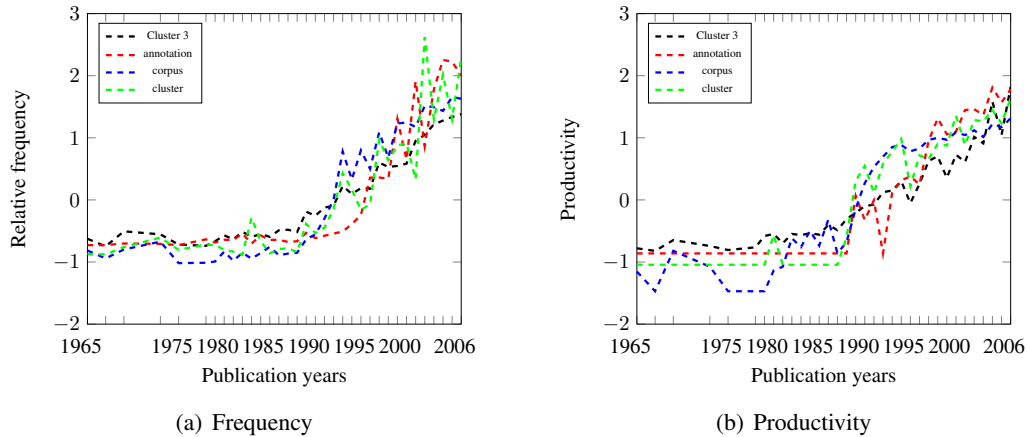 3
2
1
0
−1
−2
Relative frequency
Cluster 3
annotation
corpus
cluster
1965 1975 1980 1985 1990 1995 2000 2006
Publication years
(a) Frequency
3
2
1
0
−1
−2
Productivity
Cluster 3
annotation
corpus
cluster
1965 1975 1980 1985 1990 1995 2000 2006
Publication years
(b) Productivity